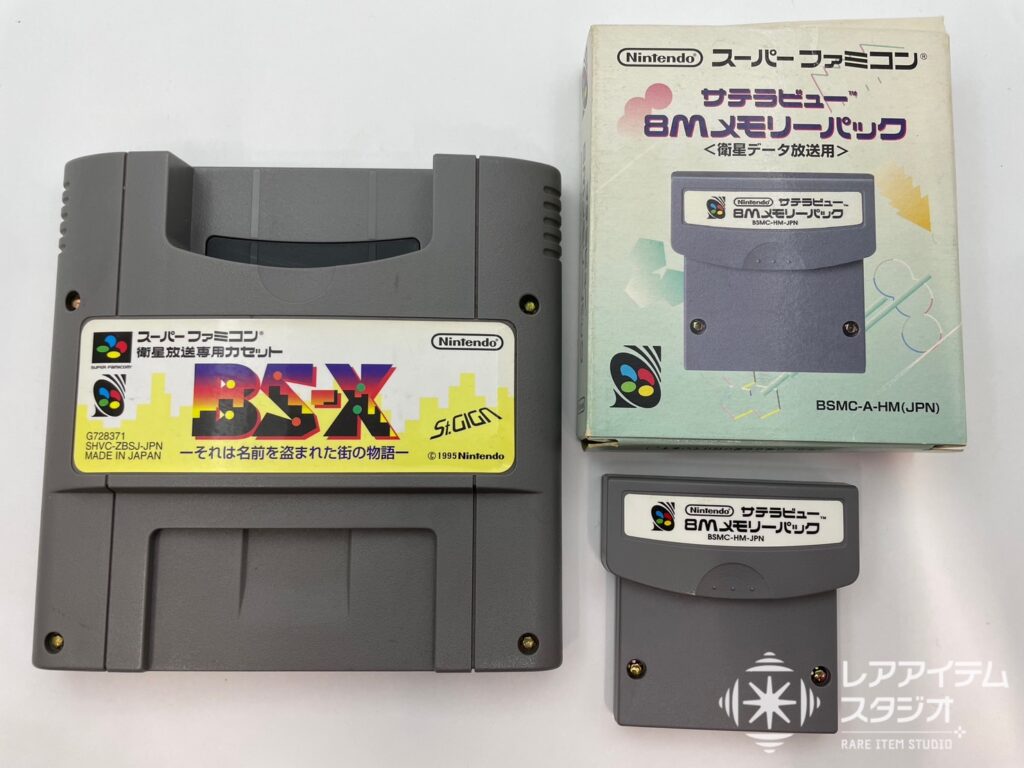 スーパーファミコン®
衛星放送専用カセット
Nintendo
SUPER FAMICOM
BS-X
St.GIGA
G728371
SHVC-ZBSJ-JPN
MADE IN JAPAN
ーそれは名前を盗まれた街の物語ー
©1995 Nintendo
Nintendo スーパーファミコン®
サテラビュー™
8Mメモリーパック
<衛星データ放送用>
Nintendo サテラビュー™
8Mメモリーパック
BSMC-HM-JPN
BSMC-A-HM(JPN)
Nintendo サテラビュー™
8Mメモリーパック
BSMC-HM-JPN
レアアイテム
スタジオ
RARE ITEM STUDIO